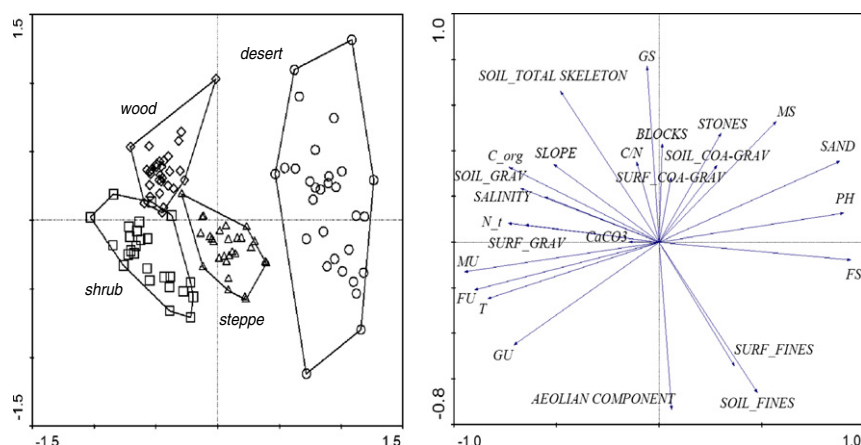 1.5
desert
wood
shrub
steppe
-1.5
-1.5
1.5
1.0
GS
SOIL_TOTAL SKELETON
MS
STONES
BLOCKS
SAND
C_org
SLOPE
C/N
SOIL_COA-GRAV
SOIL_GRAV
SURF_COA-GRAV
SALINITY
PH
N_t
SURF_GRAV
CaCO3
MU
FS
FU
T
GU
SURF_FINES
AEOLIAN COMPONENT
SOIL_FINES
-0.8
-1.0
1.0